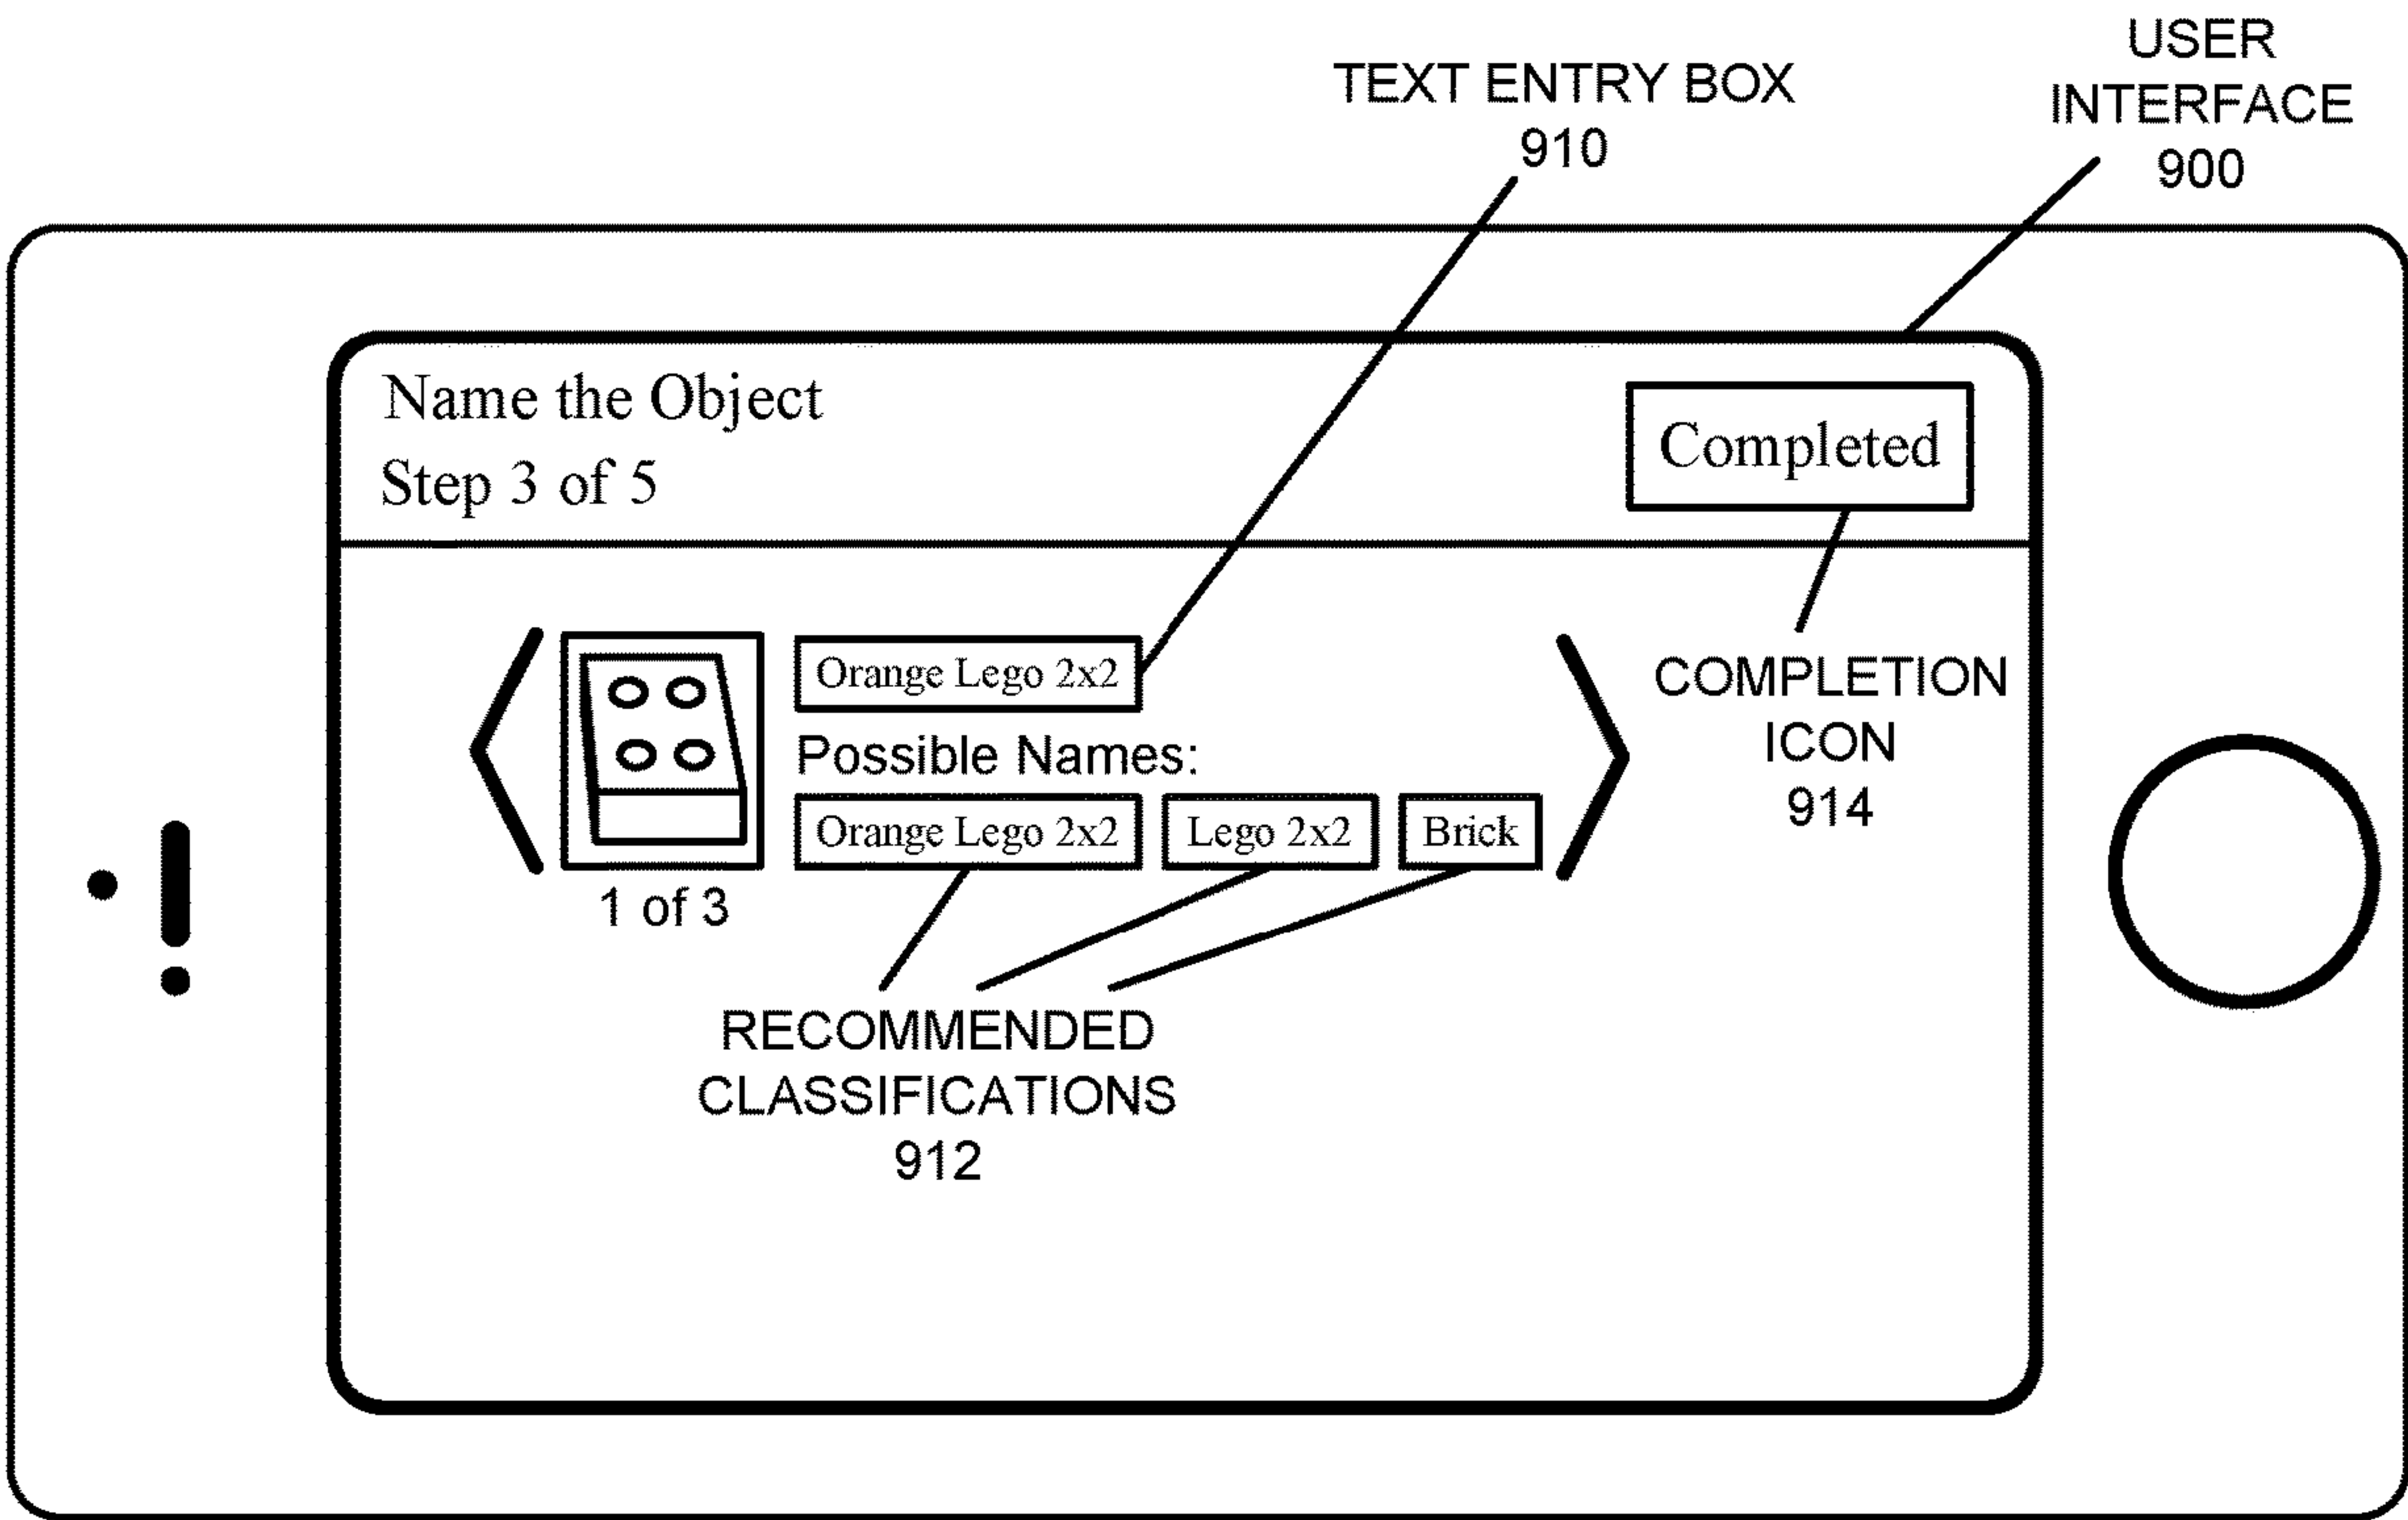 USER
INTERFACE
900
TEXT ENTRY BOX
910
Name the Object
Step 3 of 5
Completed
Orange Lego 2x2
Possible Names:
Orange Lego 2x2 Lego 2x2 Brick
1 of 3
COMPLETION
ICON
914
RECOMMENDED
CLASSIFICATIONS
912